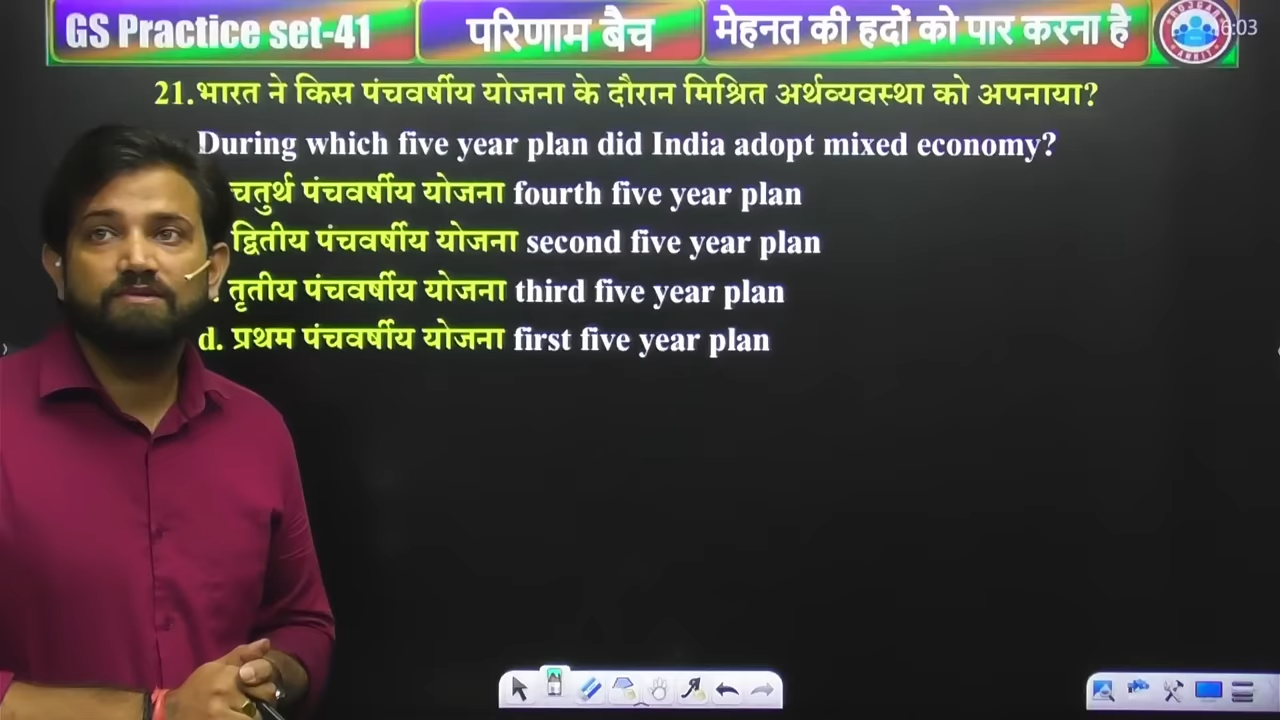 GS Practice set-41
परिणाम बैच
मेहनत की हदों को पार करना है
6:03
21.भारत ने किस पंचवर्षीय योजना के दौरान मिश्रित अर्थव्यवस्था को अपनाया?
During which five year plan did India adopt mixed economy?
चतुर्थ पंचवर्षीय योजना fourth five year plan
द्वितीय पंचवर्षीय योजना second five year plan
. तृतीय पंचवर्षीय योजना third five year plan
d. प्रथम पंचवर्षीय योजना first five year plan